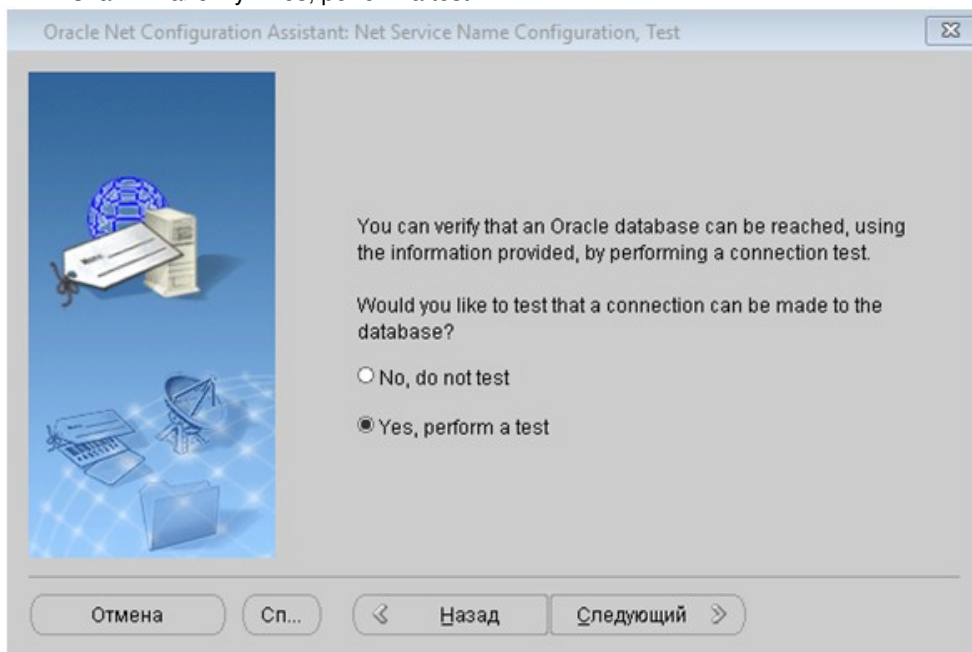 perform a test
Oracle Net Configuration Assistant: Net Service Name Configuration, Test
You can verify that an Oracle database can be reached, using
the information provided, by performing a connection test.
Would you like to test that a connection can be made to the
database?
No, do not test
Yes, perform a test
Отмена
Сп...
Назад
Следующий